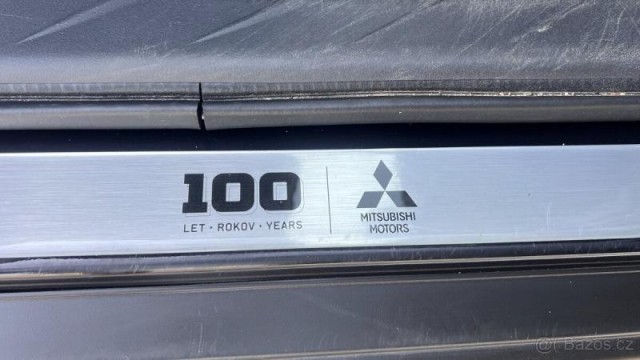 100
LET · ROKOV · YEARS
MITSUBISHI
MOTORS
Bazos.cz